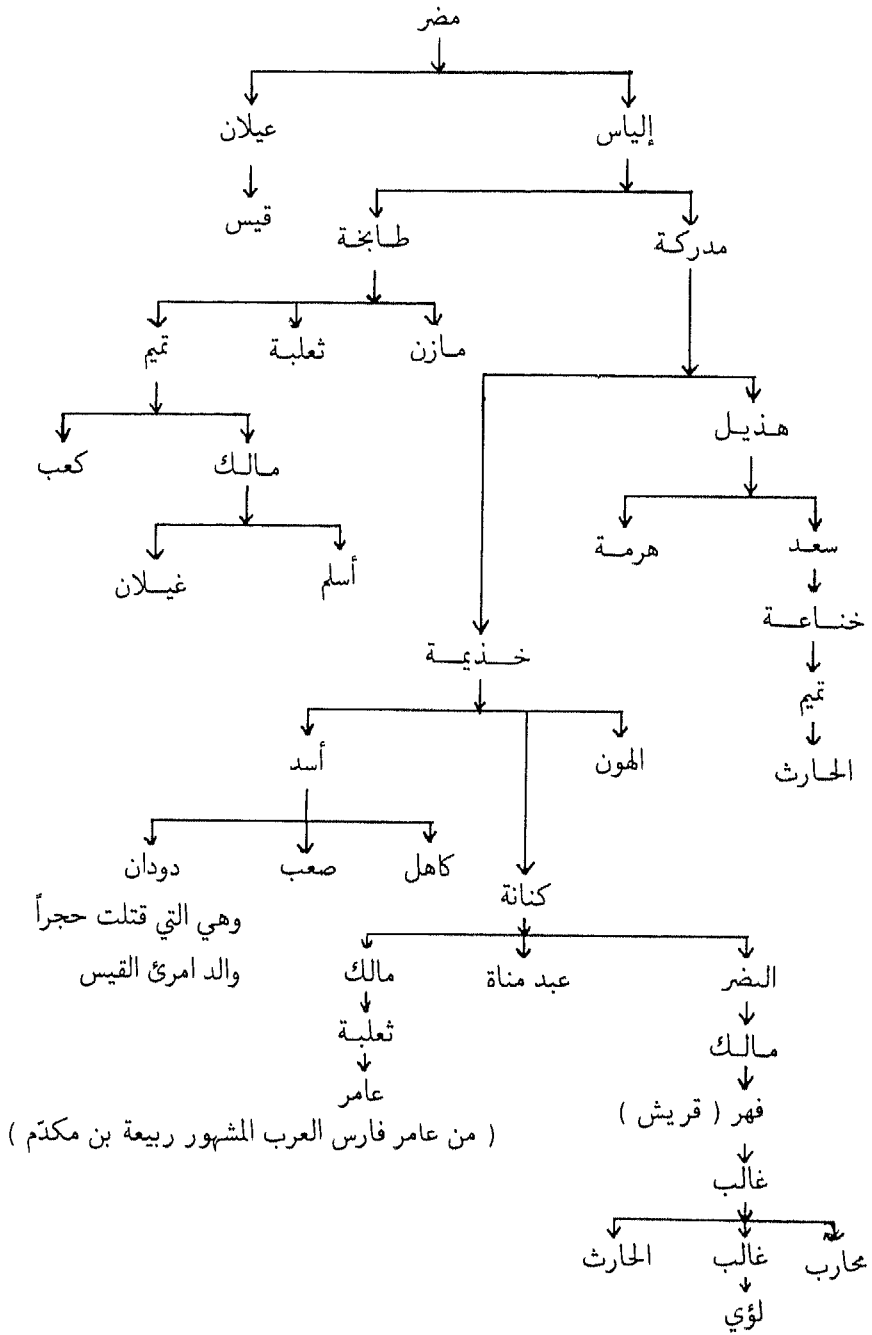 مضر
إلياس
عيلان
قيس
مدركة
طابخة
مازن
ثعلبة
تميم
هذيل
مالك
كعب
سعد
هرمة
أسلم
غيلان
خناعة
خذيمة
تميم
الهون
أسد
الحارث
كاهل
صعب
دودان
كنانة
وهي التي قتلت حجراً
والد امرئ القيس
النضر
عبد مناة
مالك
ثعلبة
مالك
عامر
فهر ( قريش )
( من عامر فارس العرب المشهور ربيعة بن مكدّم )
غالب
محارب
غالب
الحارث
لؤي